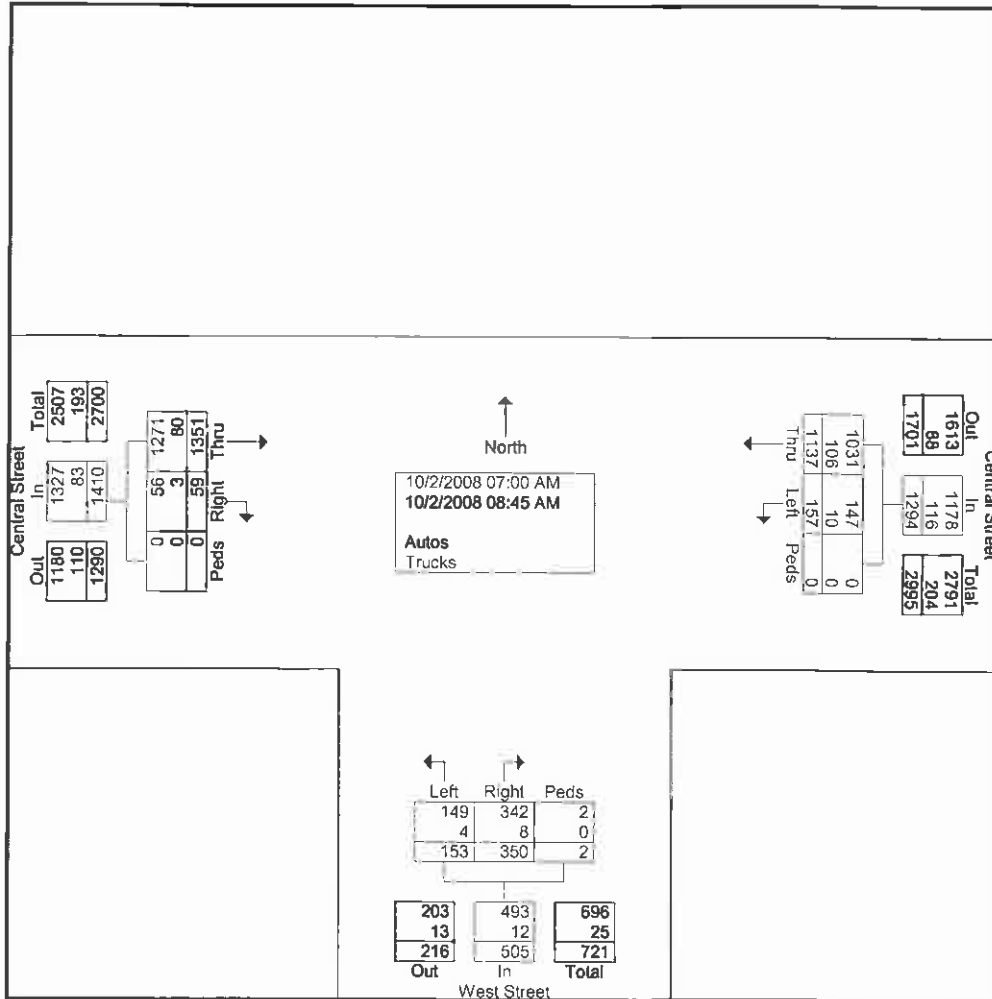 North
10/2/2008 07:00 AM
10/2/2008 08:45 AM
Autos
Trucks
Central Street
Total
2507
193
2700
In
1327
83
1410
Out
1180
110
1290
Thru
1271
80
1351
Right
56
3
59
Peds
0
0
0
Central Street
Out
1613
88
1701
In
1178
116
1294
Total
2791
204
2995
Thru
1031
106
1137
Left
147
10
157
Peds
0
0
0
Left Right Peds
149 342 2
4 8 0
153 350 2
203 493 696
13 12 25
216 505 721
Out In Total
West Street